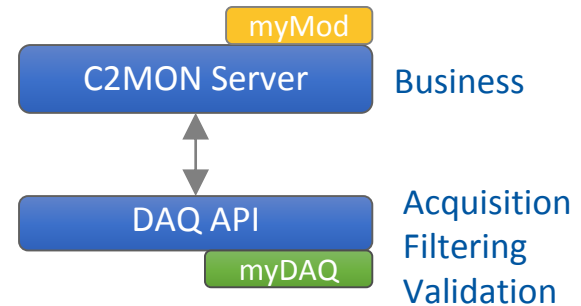 myMod
C2MON Server
Business
DAQ API
myDAQ
Acquisition
Filtering
Validation